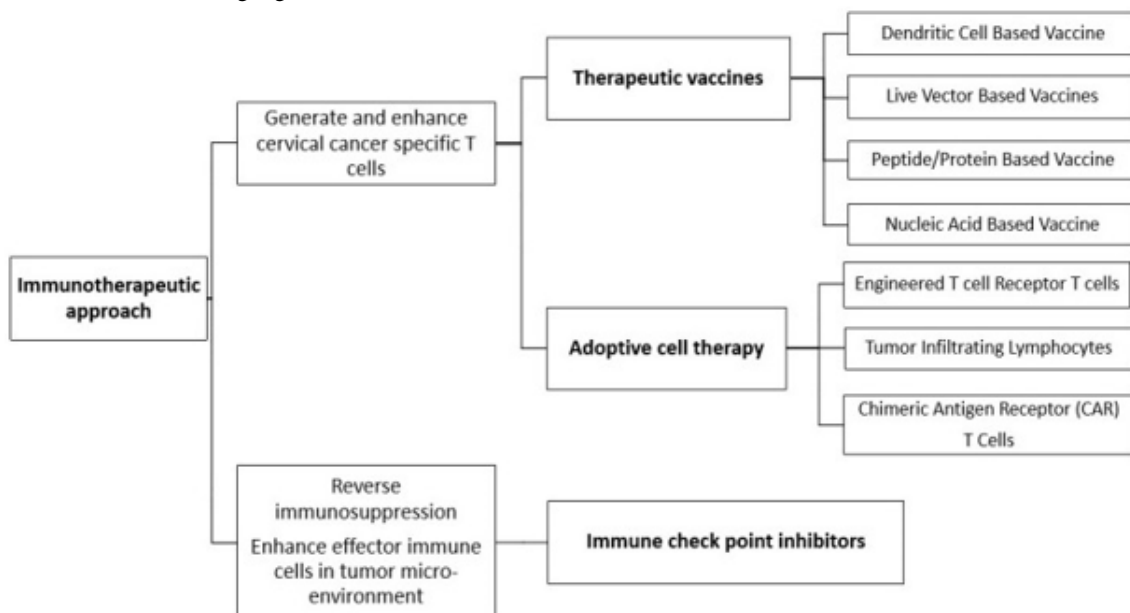 Immunotherapeutic
approach
Generate and enhance
cervical cancer specific T
cells
Reverse
immunosuppression
Enhance effector immune
cells in tumor micro-
environment
Therapeutic vaccines
Adoptive cell therapy
Immune check point inhibitors
Dendritic Cell Based Vaccine
Live Vector Based Vaccines
Peptide/Protein Based Vaccine
Nucleic Acid Based Vaccine
Engineered T cell Receptor T cells
Tumor Infiltrating Lymphocytes
Chimeric Antigen Receptor (CAR)
T Cells